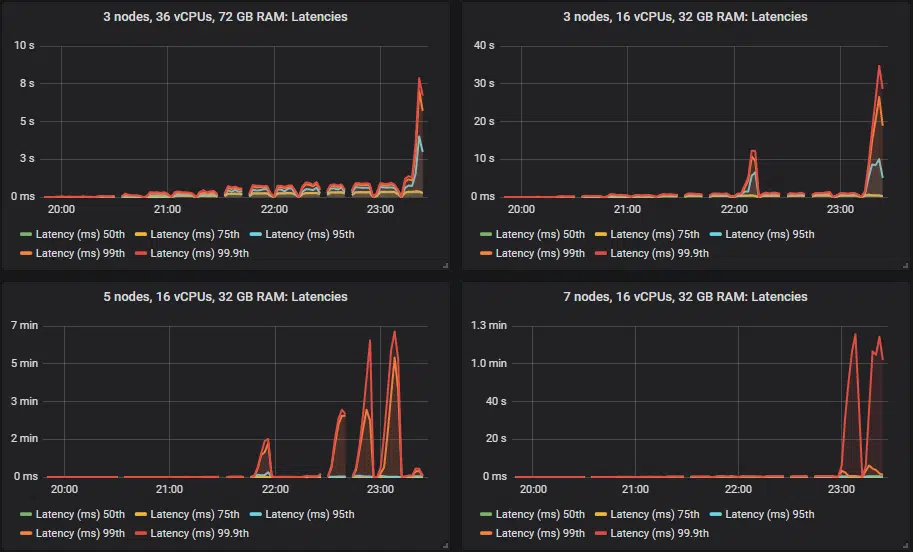 3 nodes, 36 vCPUs, 72 GB RAM: Latencies
10 s
8 s
5 s
3 s
0 ms
20:00 21:00 22:00 23:00
Latency (ms) 50th Latency (ms) 75th Latency (ms) 95th
Latency (ms) 99th Latency (ms) 99.9th
3 nodes, 16 vCPUs, 32 GB RAM: Latencies
40 s
30 s
20 s
10 s
0 ms
20:00 21:00 22:00 23:00
Latency (ms) 50th Latency (ms) 75th Latency (ms) 95th
Latency (ms) 99th Latency (ms) 99.9th
5 nodes, 16 vCPUs, 32 GB RAM: Latencies
7 min
5 min
3 min
2 min
0 ms
20:00 21:00 22:00 23:00
Latency (ms) 50th Latency (ms) 75th Latency (ms) 95th
Latency (ms) 99th Latency (ms) 99.9th
7 nodes, 16 vCPUs, 32 GB RAM: Latencies
1.3 min
1.0 min
40 s
20 s
0 ms
20:00 21:00 22:00 23:00
Latency (ms) 50th Latency (ms) 75th Latency (ms) 95th
Latency (ms) 99th Latency (ms) 99.9th